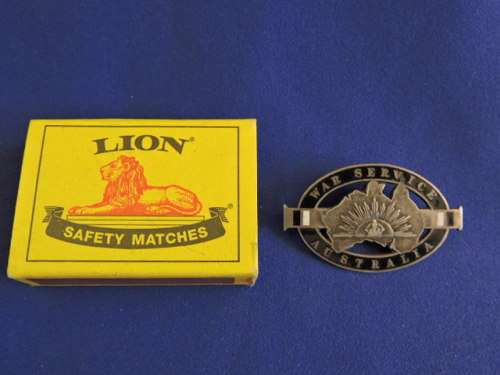 LION®
SAFETY MATCHES
®
WAR SERVICE
AUSTRALIA